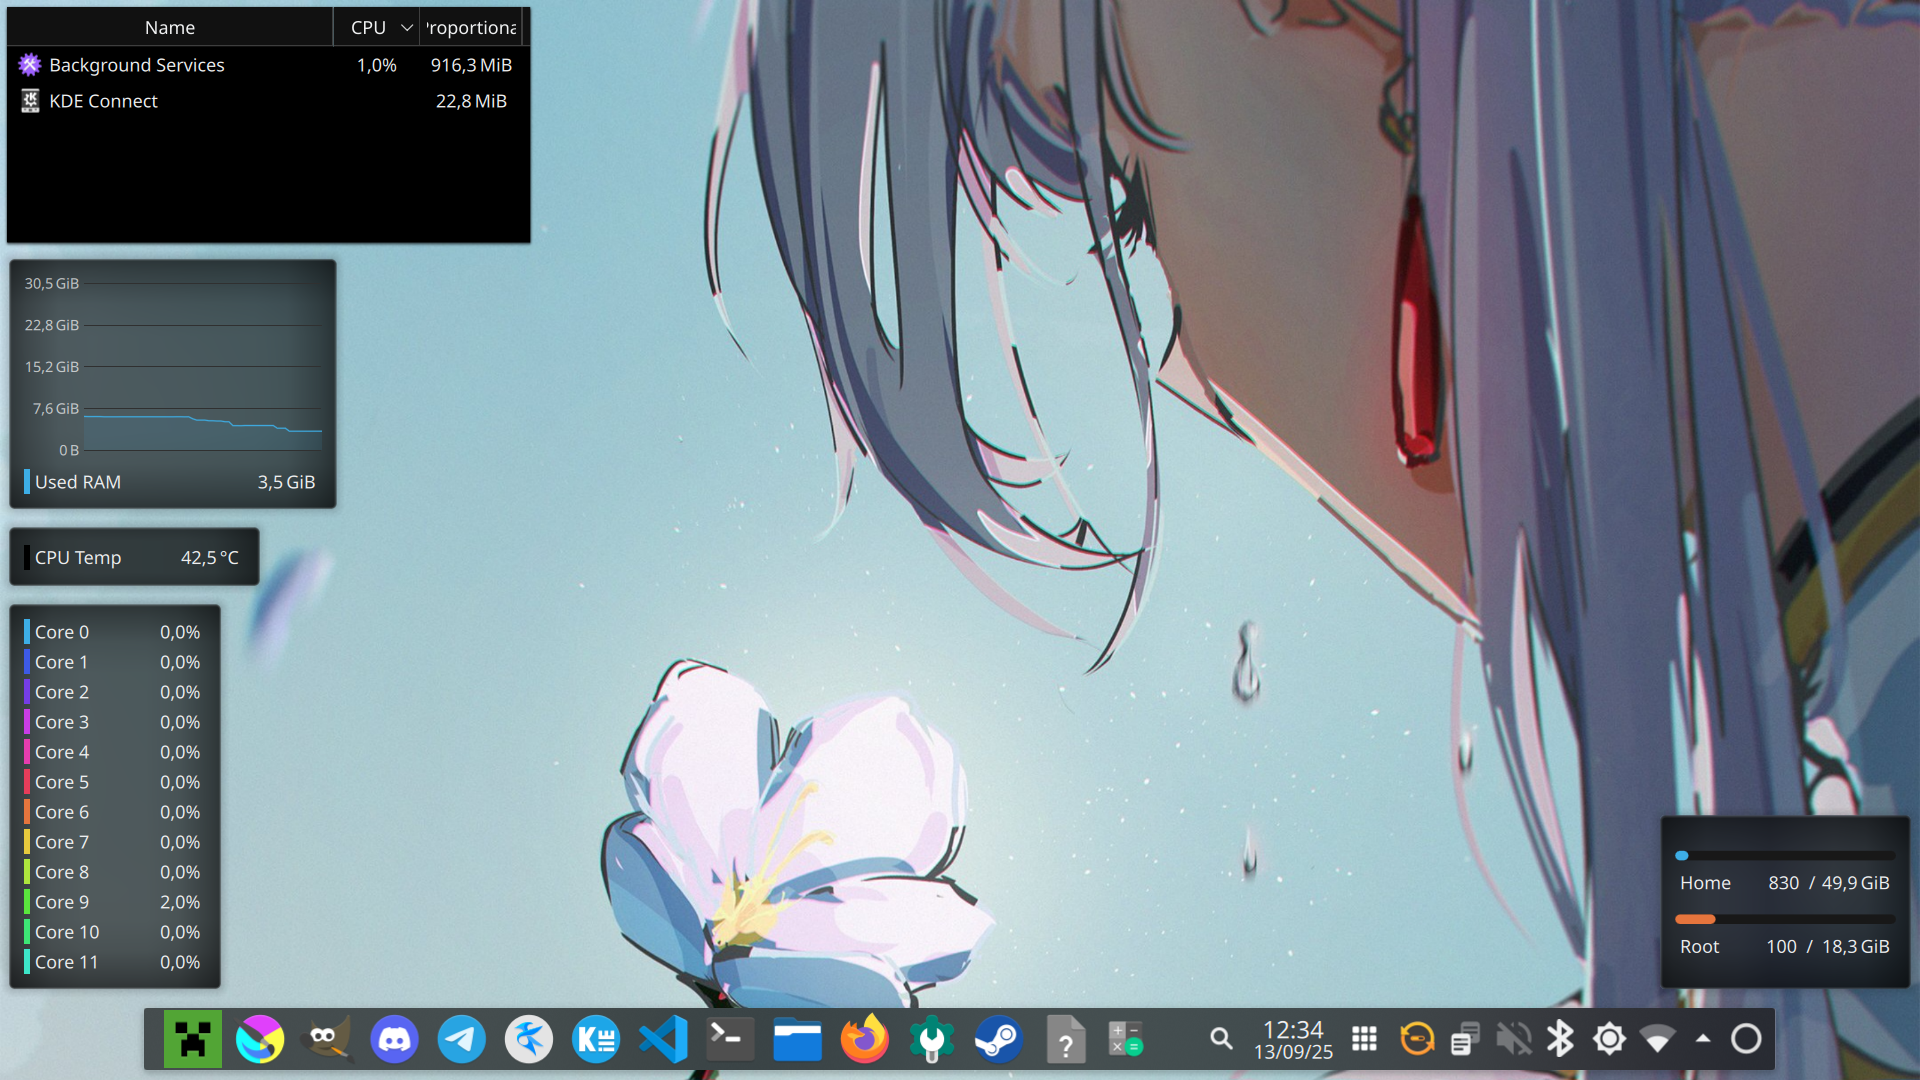 Name CPU 'roportiona
Background Services 1,0% 916,3 MiB
KDE Connect 22,8 MiB
30,5 GiB
22,8 GiB
15,2 GiB
7,6 GiB
0 B
Used RAM 3,5 GiB
CPU Temp 42,5 °C
Core 0 0,0%
Core 1 0,0%
Core 2 0,0%
Core 3 0,0%
Core 4 0,0%
Core 5 0,0%
Core 6 0,0%
Core 7 0,0%
Core 8 0,0%
Core 9 2,0%
Core 10 0,0%
Core 11 0,0%
Home 830 / 49,9 GiB
Root 100 / 18,3 GiB
12:34
13/09/25